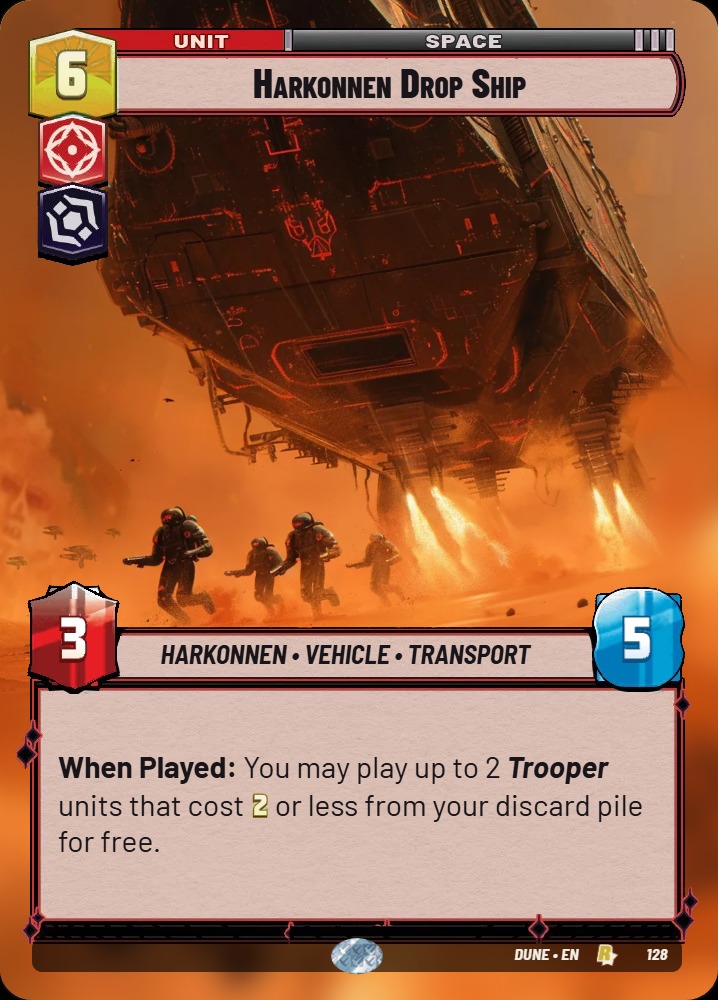 UNIT SPACE
6 HARKONNEN DROP SHIP
3 HARKONNEN • VEHICLE • TRANSPORT 5
When Played: You may play up to 2 Trooper
units that cost 2 or less from your discard pile
for free.
DUNE • EN R 128